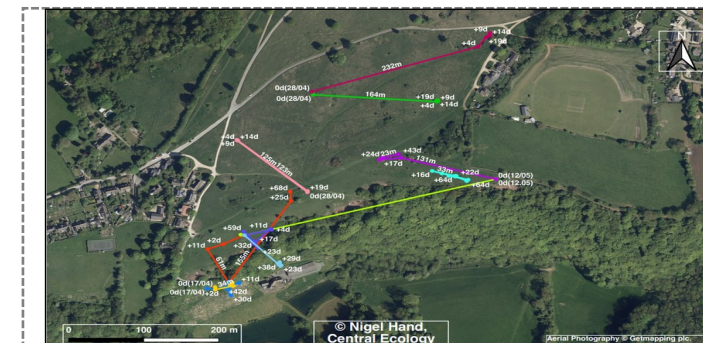 +9d
+14d
+4d
+19d
N
232m
0d(28/04)
0d(28/04)
164m
+19d
+9d
+4d
+14d
+4d
+14d
+9d
125m
123m
+24d
23m
+43d
+17d
131m
33m
+16d
+22d
+64d
+64d
0d(12/05)
0d(12.05)
+68d
+25d
+19d
0d(28/04)
+59d
+11d
+4d
+2d
+17d
+11d
+32d
+23d
61m
155m
+29d
+38d
+23d
0d(17/04)
34m
+11d
0d(17/04)
+2d
+42d
+30d
0
100
200 m
© Nigel Hand,
Central Ecology
Aerial Photography © Getmapping plc.